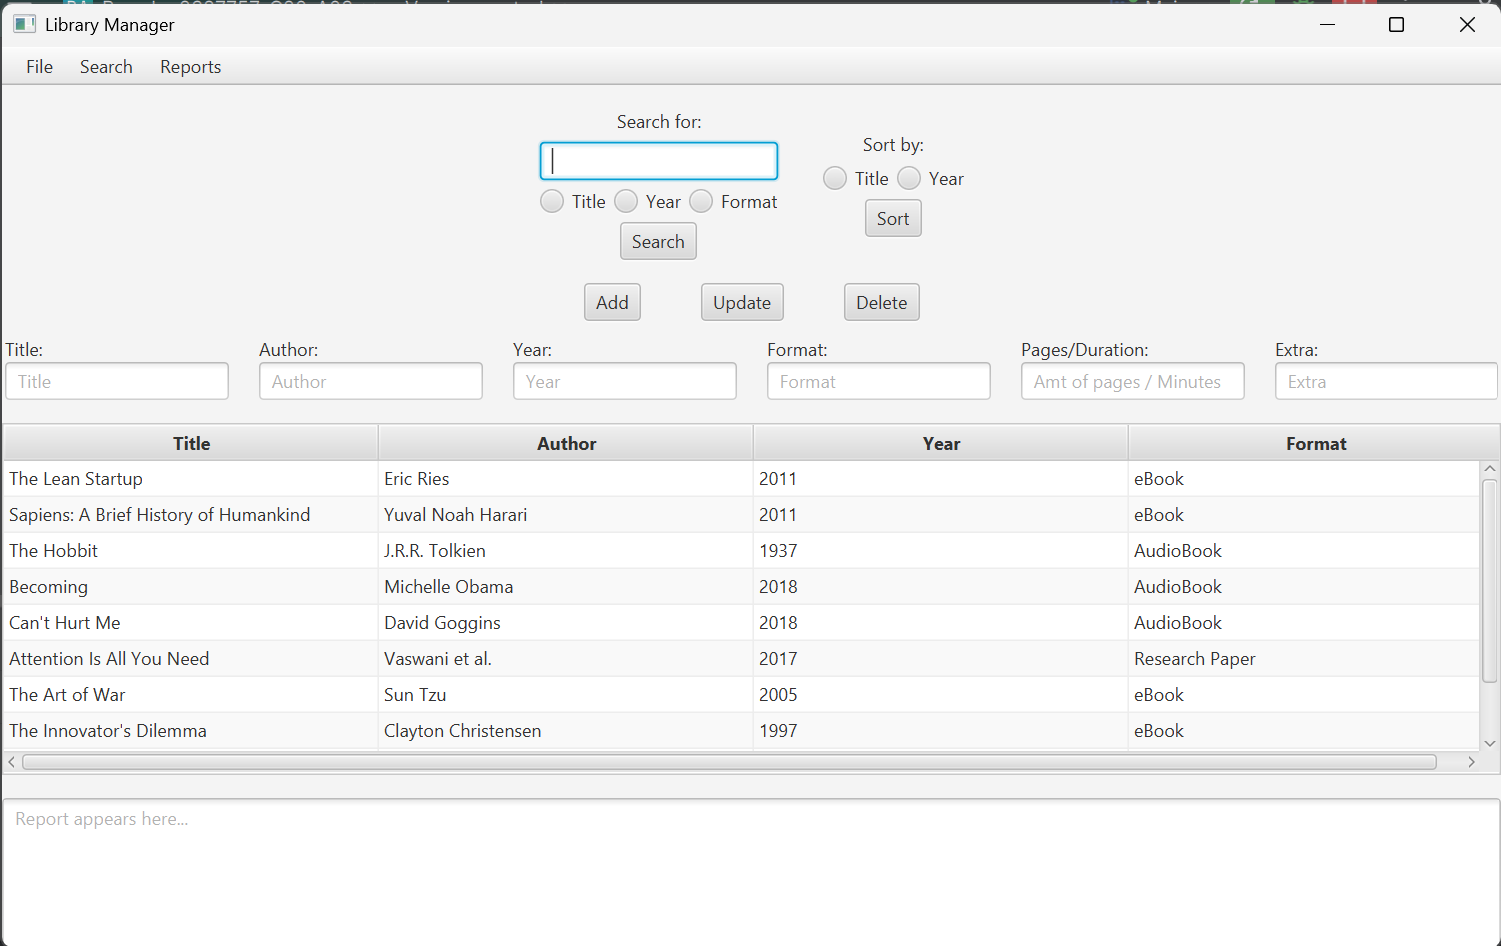 Library Manager
File Search Reports
Search for:
Sort by:
Title Year
Title Year Format
Sort
Search
Add Update Delete
Title: Author: Year: Format: Pages/Duration: Extra:
Title Author Year Format Amt of pages / Minutes Extra
Title Author Year Format
The Lean Startup Eric Ries 2011 eBook
Sapiens: A Brief History of Humankind Yuval Noah Harari 2011 eBook
The Hobbit J.R.R. Tolkien 1937 AudioBook
Becoming Michelle Obama 2018 AudioBook
Can't Hurt Me David Goggins 2018 AudioBook
Attention Is All You Need Vaswani et al. 2017 Research Paper
The Art of War Sun Tzu 2005 eBook
The Innovator's Dilemma Clayton Christensen 1997 eBook
Report appears here...